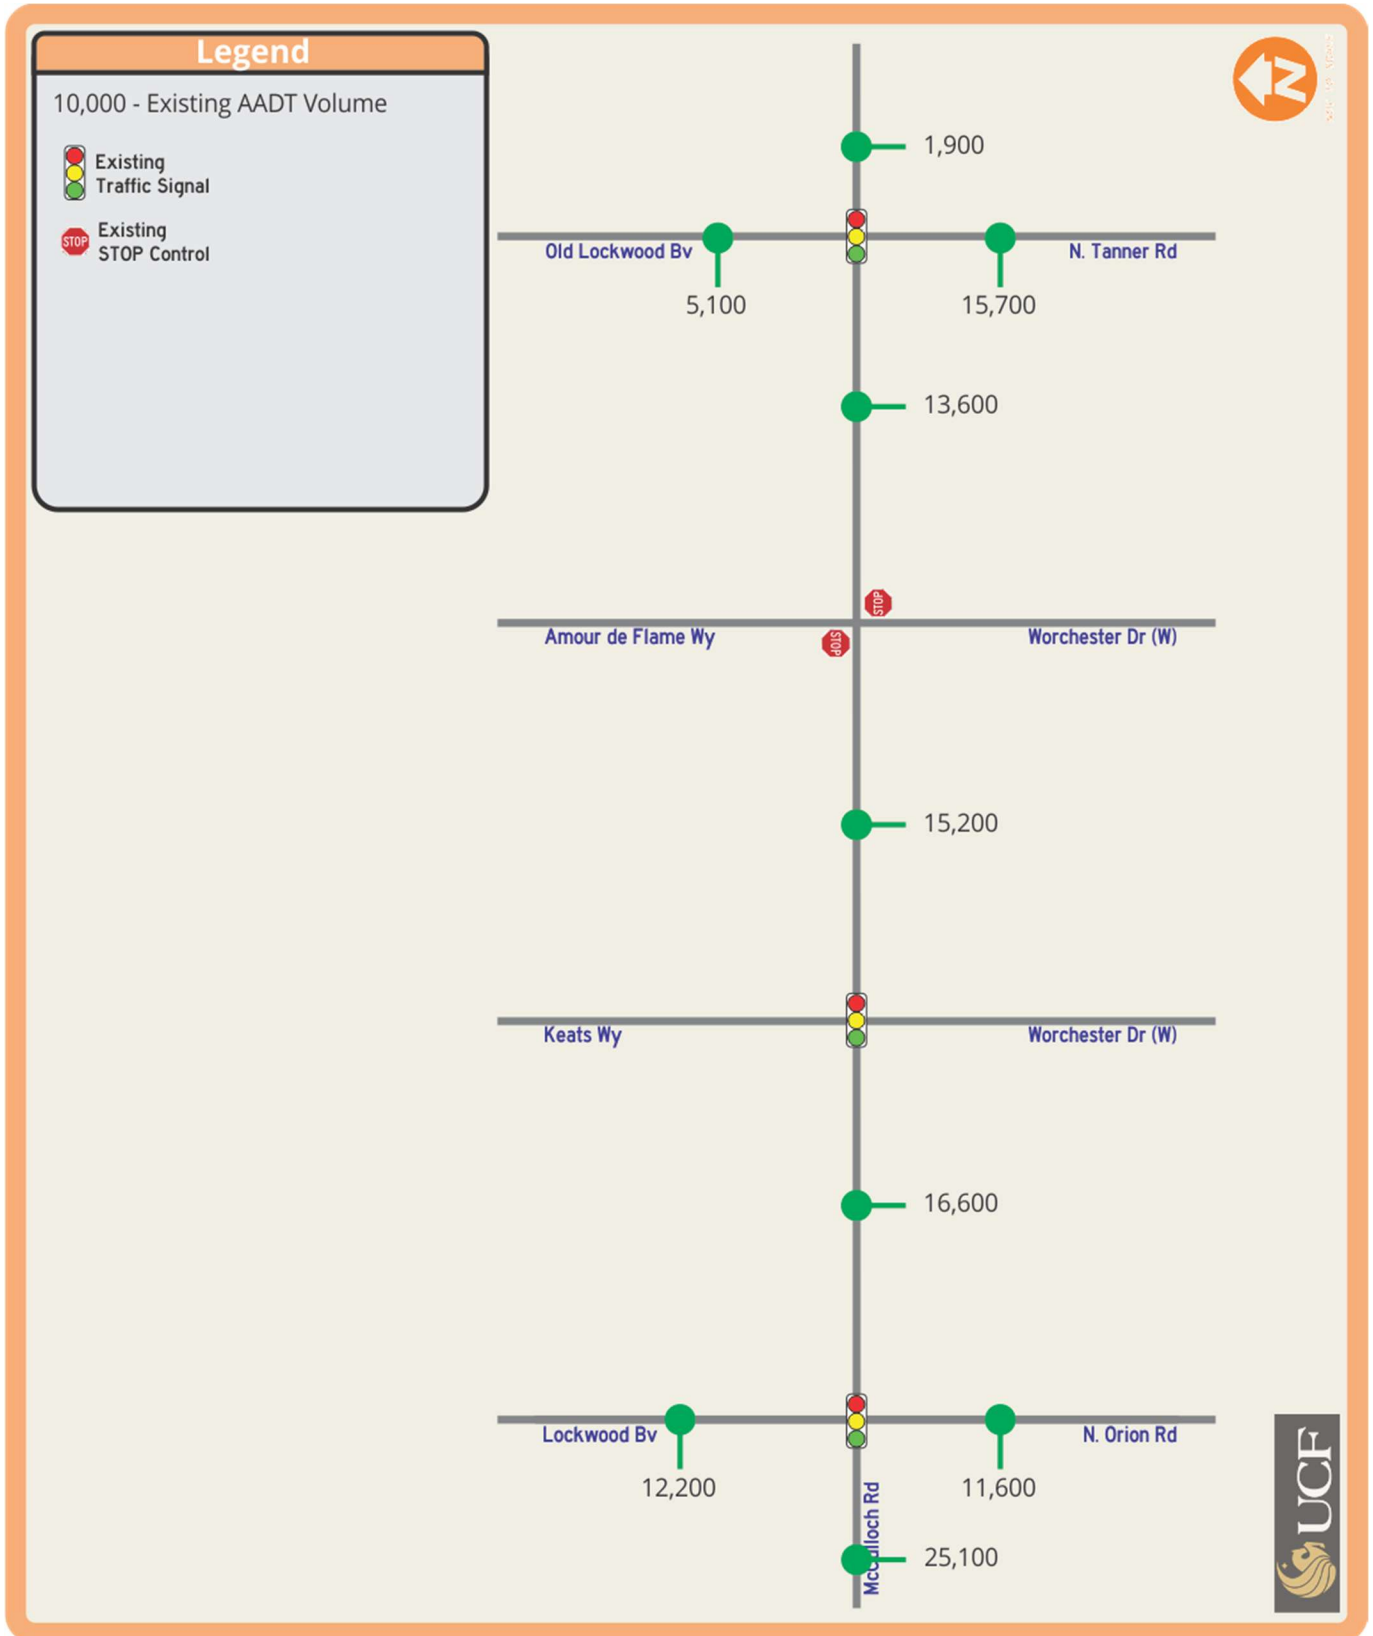 Legend
10,000 - Existing AADT Volume
Existing
Traffic Signal
STOP
Existing
STOP Control
N
1,900
Old Lockwood Bv
N. Tanner Rd
5,100
15,700
13,600
STOP
Amour de Flame Wy
STOP
Worchester Dr (W)
15,200
Keats Wy
Worchester Dr (W)
16,600
Lockwood Bv
N. Orion Rd
12,200
11,600
McCulloch Rd
25,100
UCF